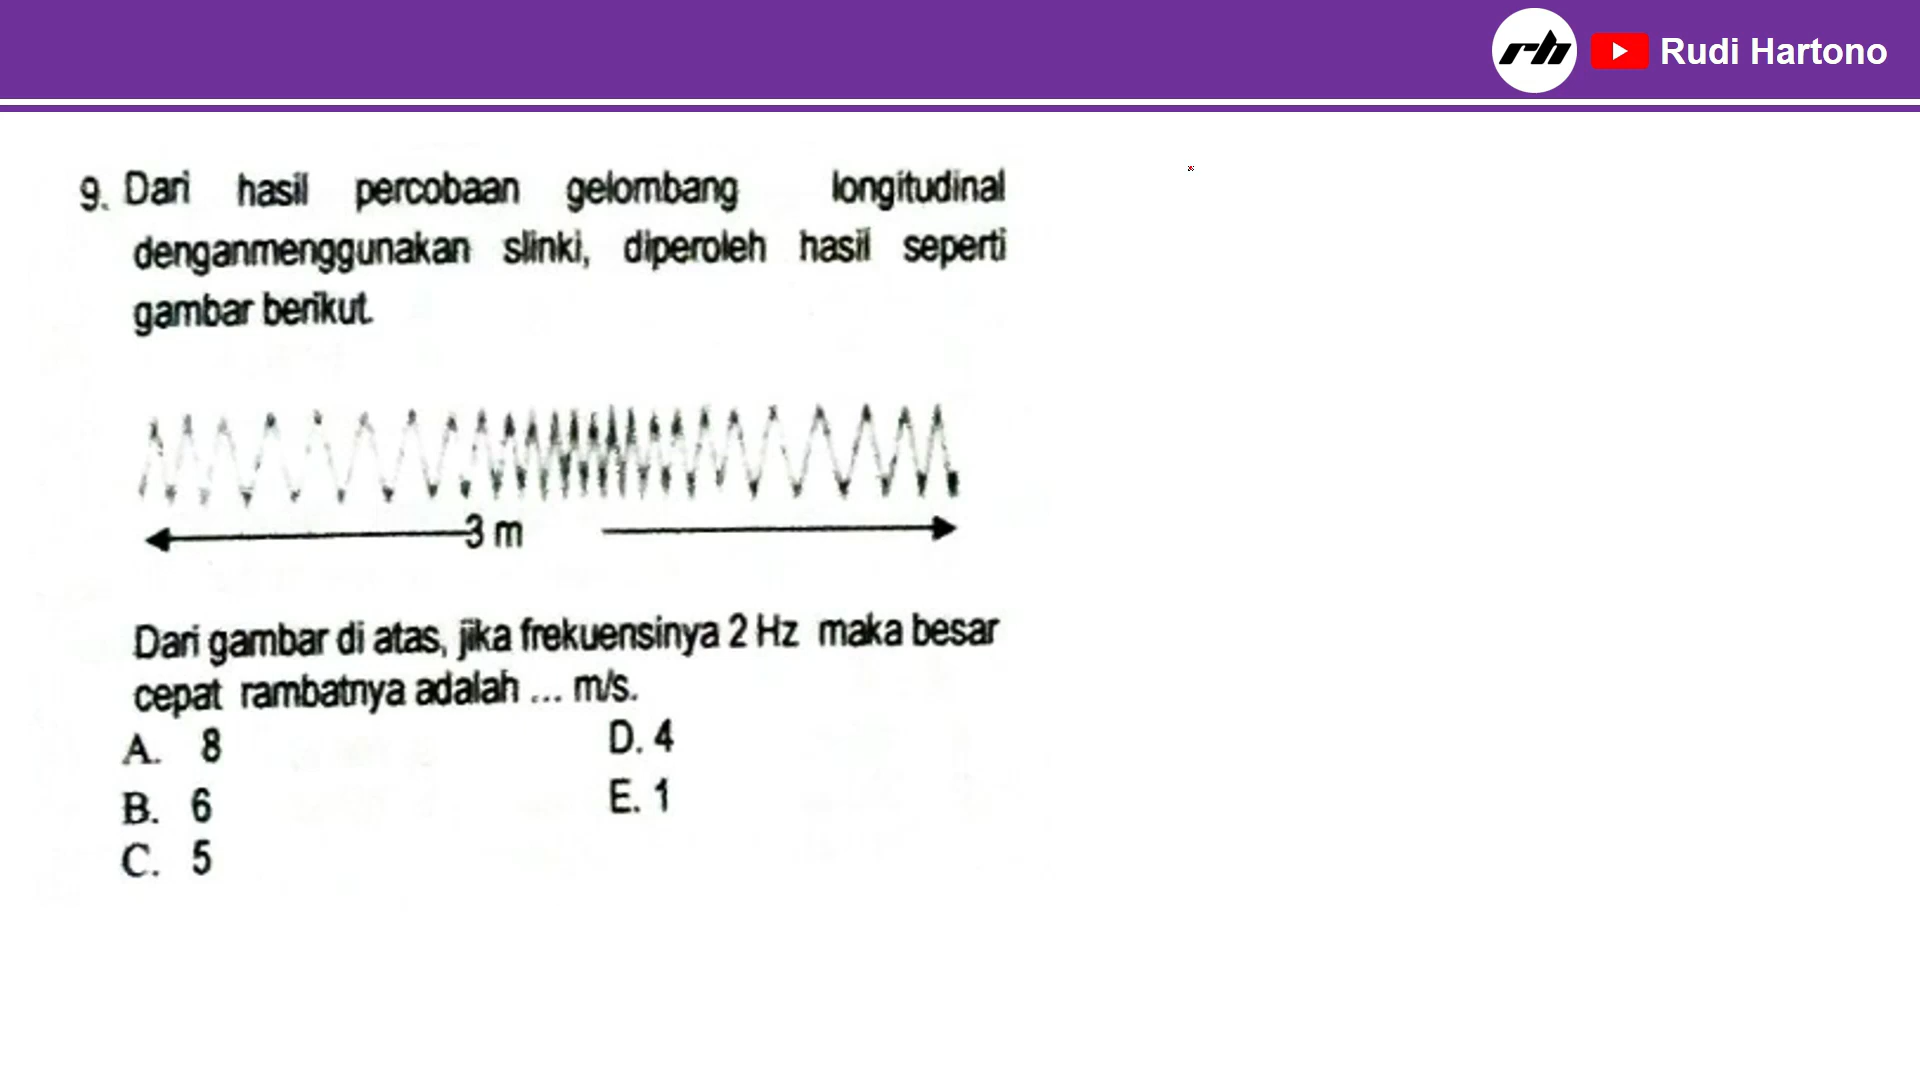 rh Rudi Hartono
9. Dari hasil percobaan gelombang longitudinal
denganmenggunakan slinki, diperoleh hasil seperti
gambar berikut.
3 m
Dari gambar di atas, jika frekuensinya 2 Hz maka besar
cepat rambatnya adalah ... m/s.
A. 8 D. 4
B. 6 E. 1
C. 5